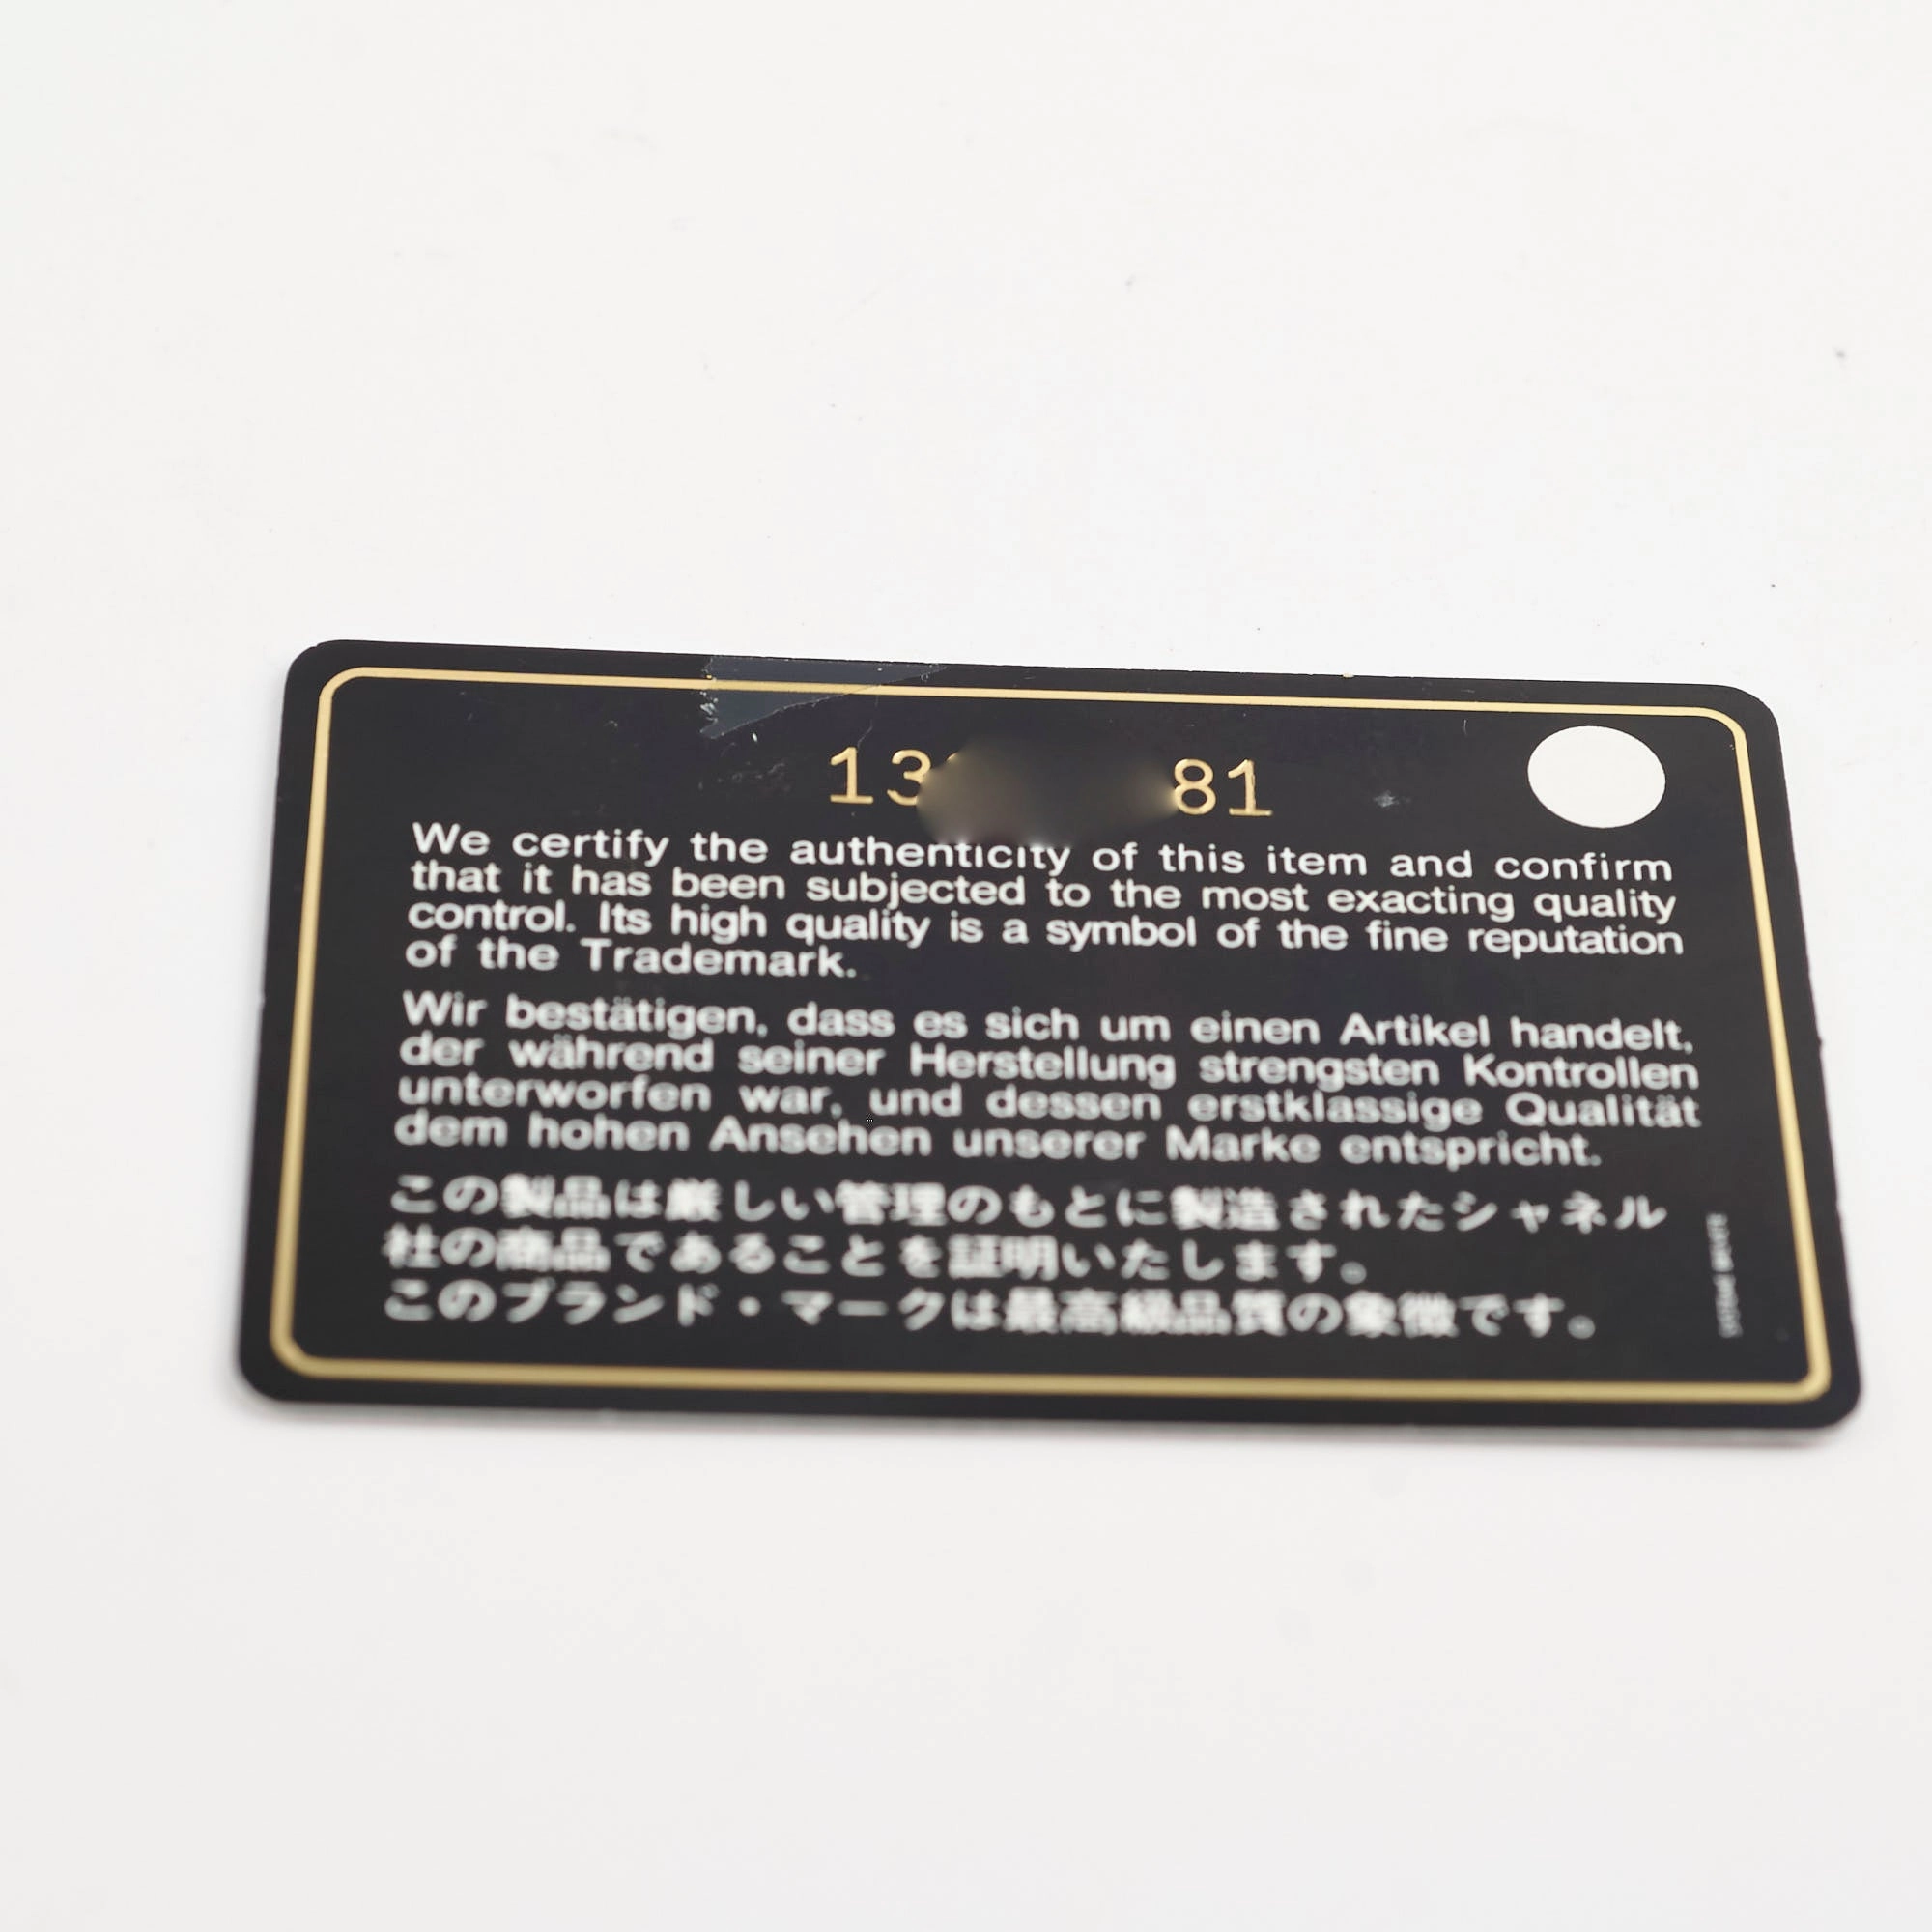 13 81
We certify the authenticity of this item and confirm
that it has been subjected to the most exacting quality
control. Its high quality is a symbol of the fine reputation
of the Trademark.
Wir bestätigen, dass es sich um einen Artikel handelt,
der während seiner Herstellung strengsten Kontrollen
unterworfen war, und dessen erstklassige Qualität
dem hohen Ansehen unserer Marke entspricht.
この製品は厳しい管理のもとに製造されたシャネル
社の商品であることを証明いたします。
このブランド・マークは最高級品質の象徴です。